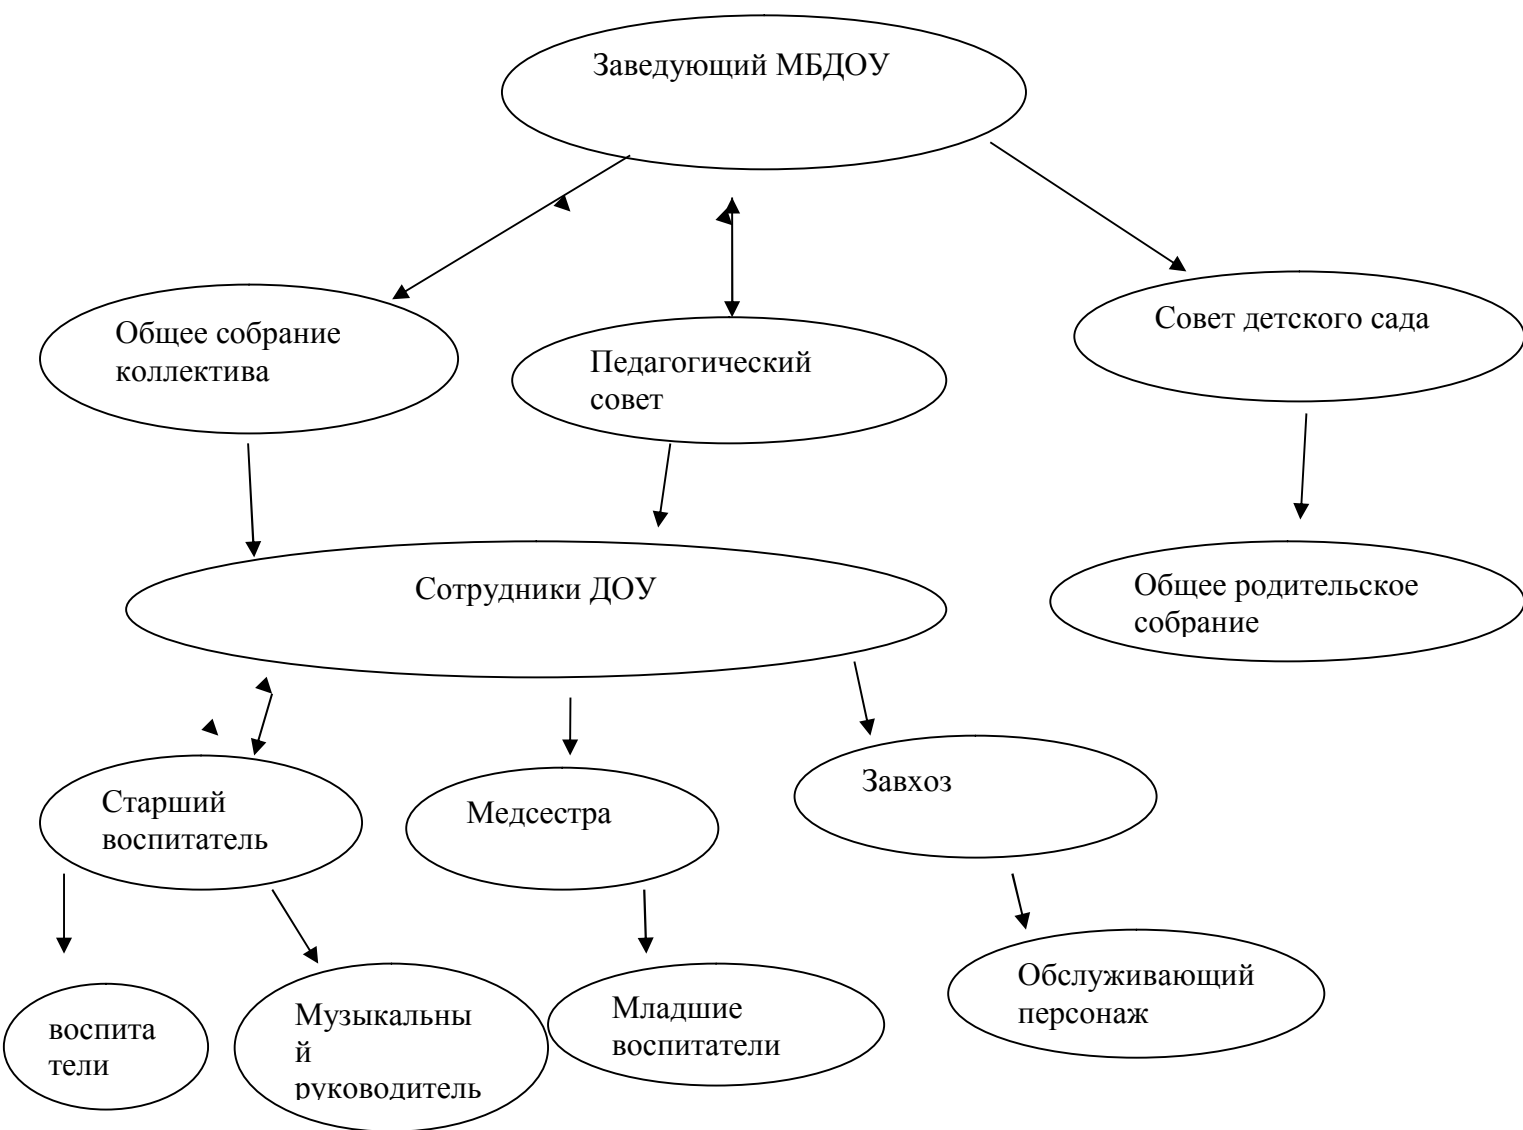 Заведующий МБДОУ
Общее собрание
коллектива
Педагогический
совет
Совет детского сада
Сотрудники ДОУ
Общее родительское
собрание
Старший
воспитатель
Медсестра
Завхоз
воспита
тели
Музыкальны
й
руководитель
Младшие
воспитатели
Обслуживающий
персонаж